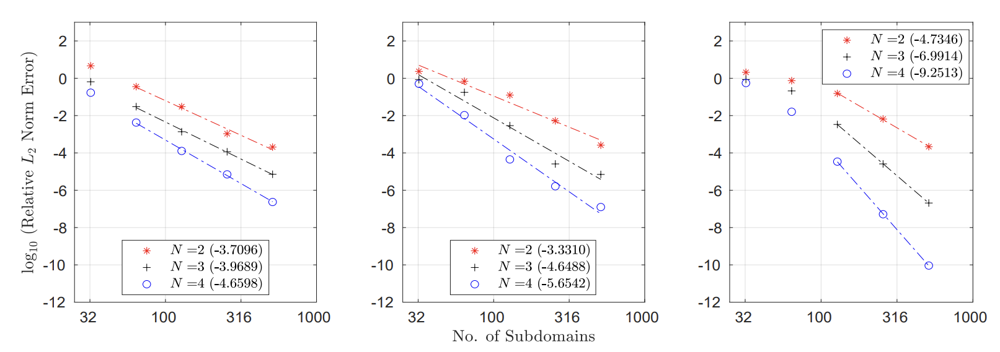 log10 (Relative L2 Norm Error)
2
0
-2
-4
-6
-8
-10
-12
32 100 316 1000
N =2 (-3.7096)
N =3 (-3.9689)
N =4 (-4.6598)
2
0
-2
-4
-6
-8
-10
-12
32 100 316 1000
N =2 (-3.3310)
N =3 (-4.6488)
N =4 (-5.6542)
No. of Subdomains
2
0
-2
-4
-6
-8
-10
-12
32 100 316 1000
N =2 (-4.7346)
N =3 (-6.9914)
N =4 (-9.2513)